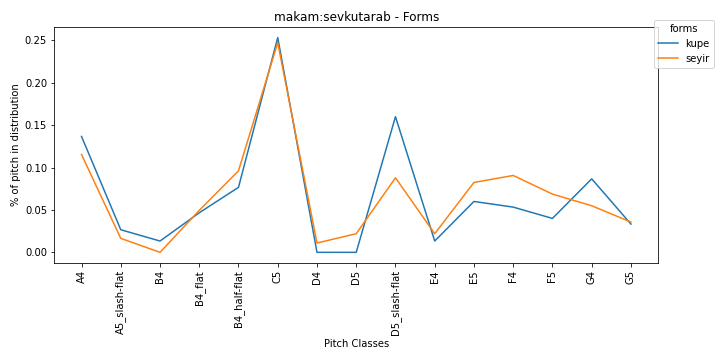 makam:sevkutarab - Forms
forms
kupe
seyir
% of pitch in distribution
0.25
0.20
0.15
0.10
0.05
0.00
A4
A5_slash-flat
B4
B4_flat
B4_half-flat
C5
D4
D5
D5_slash-flat
E4
E5
F4
F5
G4
G5
Pitch Classes